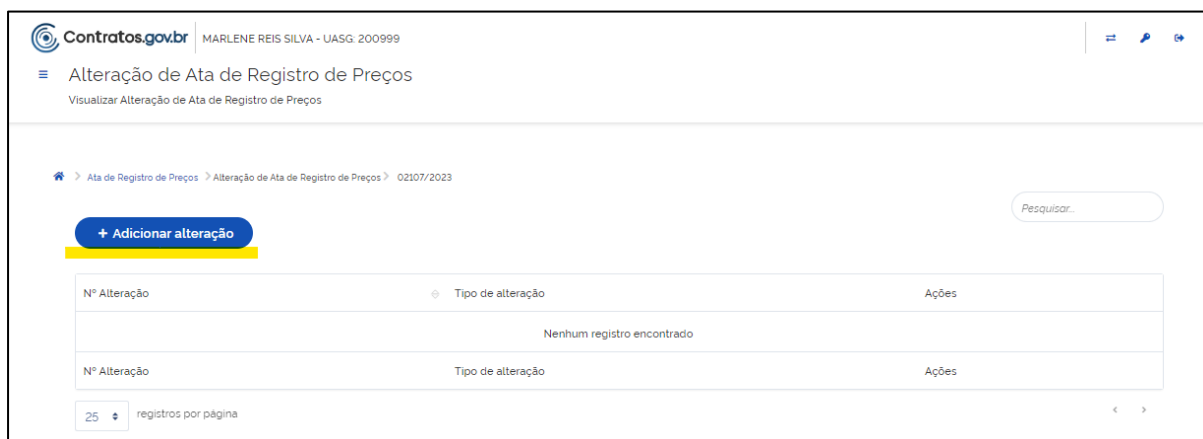 Contratos.gov.br MARLENE REIS SILVA - UASG: 200999
Alteração de Ata de Registro de Preços
Visualizar Alteração de Ata de Registro de Preços
Ata de Registro de Preços > Alteração de Ata de Registro de Preços > 02107/2023
Pesquisar...
+ Adicionar alteração
Nº Alteração Tipo de alteração Ações
Nenhum registro encontrado
Nº Alteração Tipo de alteração Ações
25 registros por página